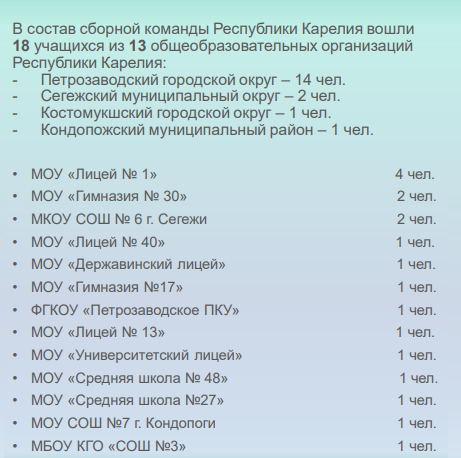 В состав сборной команды Республики Карелия вошли
18 учащихся из 13 общеобразовательных организаций
Республики Карелия:
- Петрозаводский городской округ – 14 чел.
- Сегежский муниципальный округ – 2 чел.
- Костомукшский городской округ – 1 чел.
- Кондопожский муниципальный район – 1 чел.
• МОУ «Лицей № 1» 4 чел.
• МОУ «Гимназия № 30» 2 чел.
• МКОУ СОШ № 6 г. Сегежи 2 чел.
• МОУ «Лицей № 40» 1 чел.
• МОУ «Державинский лицей» 1 чел.
• МОУ «Гимназия №17» 1 чел.
• ФГКОУ «Петрозаводское ПКУ» 1 чел.
• МОУ «Лицей № 13» 1 чел.
• МОУ «Университетский лицей» 1 чел.
• МОУ «Средняя школа № 48» 1 чел.
• МОУ «Средняя школа №27» 1 чел.
• МОУ СОШ №7 г. Кондопоги 1 чел.
• МБОУ КГО «СОШ №3» 1 чел.